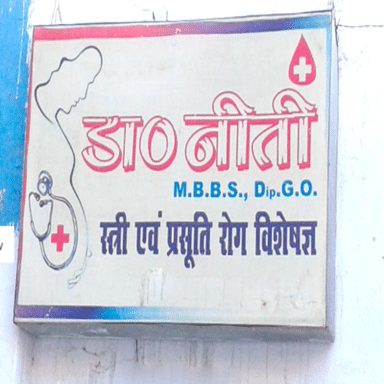 डा० नीती
M.B.B.S., Dip.G.O.
स्त्री एवं प्रसूति रोग विशेषज्ञ